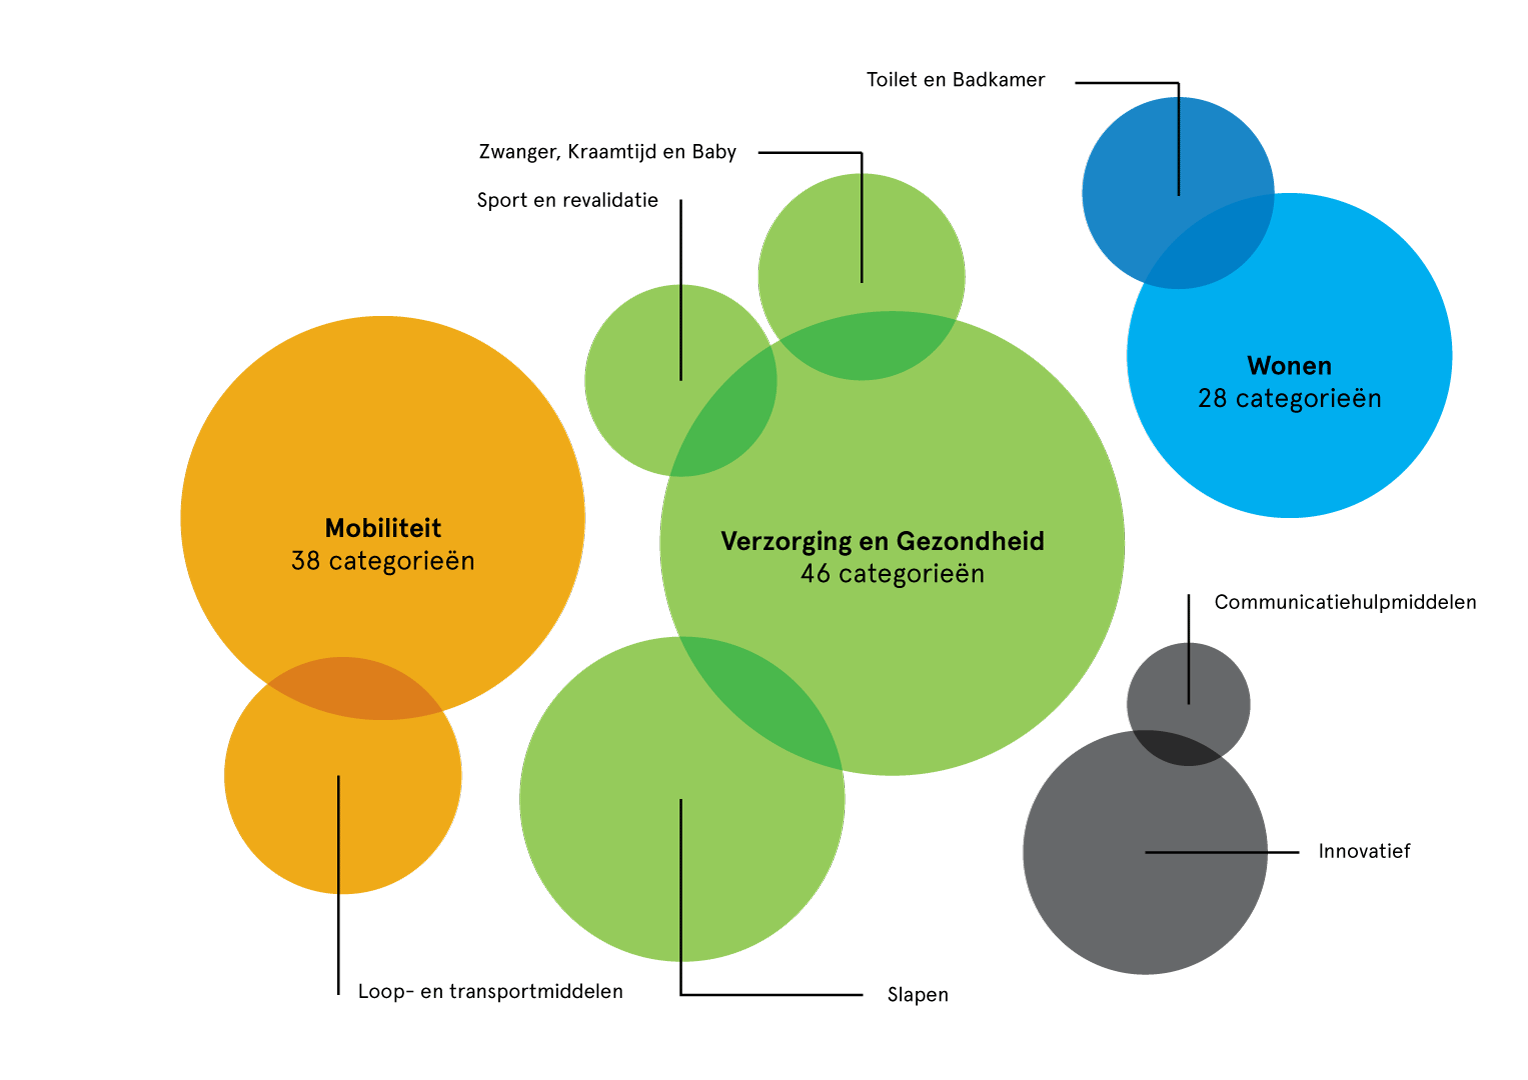 Toilet en Badkamer
Zwanger, Kraamtijd en Baby
Sport en revalidatie
Wonen
28 categorieën
Mobiliteit
38 categorieën
Verzorging en Gezondheid
46 categorieën
Communicatiehulpmiddelen
Innovatief
Loop- en transportmiddelen
Slapen